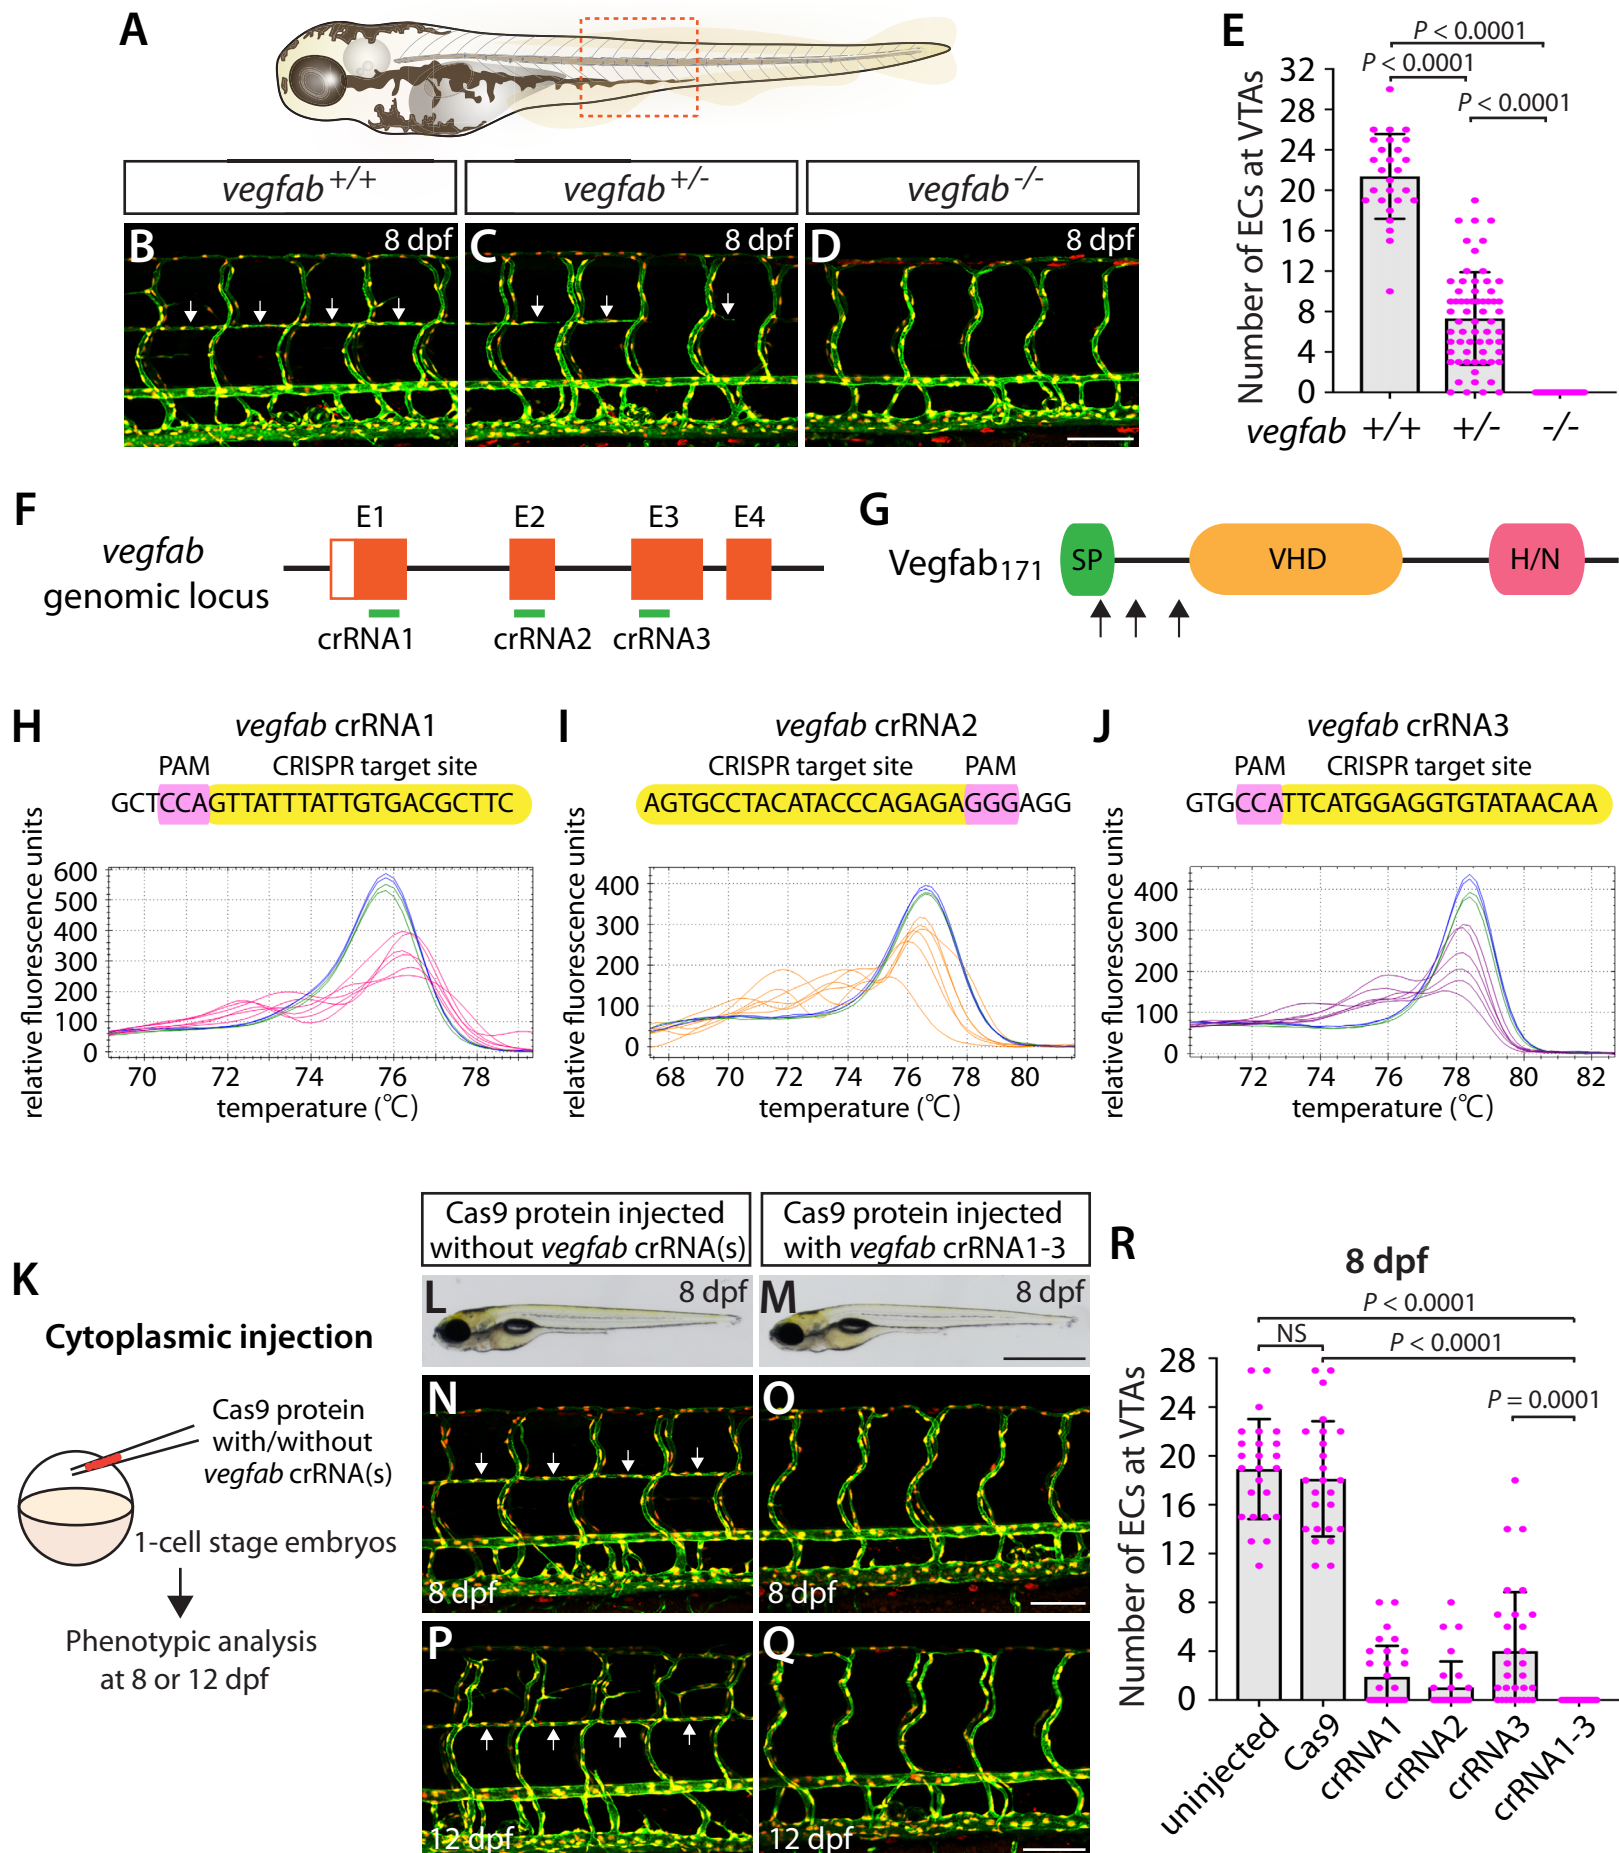 A
vegfab +/+
vegfab +/-
vegfab -/-
B
8 dpf
C
8 dpf
D
8 dpf
E
P < 0.0001
P < 0.0001
P < 0.0001
Number of ECs at VTAs
32
28
24
20
16
12
8
4
0
vegfab +/+ +/- -/-
F
vegfab
genomic locus
E1 E2 E3 E4
crRNA1 crRNA2 crRNA3
G
Vegfab171
SP VHD H/N
H
vegfab crRNA1
PAM CRISPR target site
GCTCCAGTTATTTATTGTGACGCTTC
relative fluorescence units
600
500
400
300
200
100
0
70 72 74 76 78
temperature (℃)
I
vegfab crRNA2
CRISPR target site PAM
AGTGCCTACATACCCAGAGAGGGAGG
relative fluorescence units
400
300
200
100
0
68 70 72 74 76 78 80
temperature (℃)
J
vegfab crRNA3
PAM CRISPR target site
GTGCCATTCATGGAGGTGTATAACAA
relative fluorescence units
400
300
200
100
0
72 74 76 78 80 82
temperature (℃)
K
Cytoplasmic injection
Cas9 protein
with/without
vegfab crRNA(s)
1-cell stage embryos
Phenotypic analysis
at 8 or 12 dpf
Cas9 protein injected
without vegfab crRNA(s)
Cas9 protein injected
with vegfab crRNA1-3
L
8 dpf
M
8 dpf
N
8 dpf
O
8 dpf
P
12 dpf
Q
12 dpf
R
8 dpf
P < 0.0001
NS
P < 0.0001
P = 0.0001
Number of ECs at VTAs
28
24
20
16
12
8
4
0
uninjected
Cas9
crRNA1
crRNA2
crRNA3
crRNA1-3